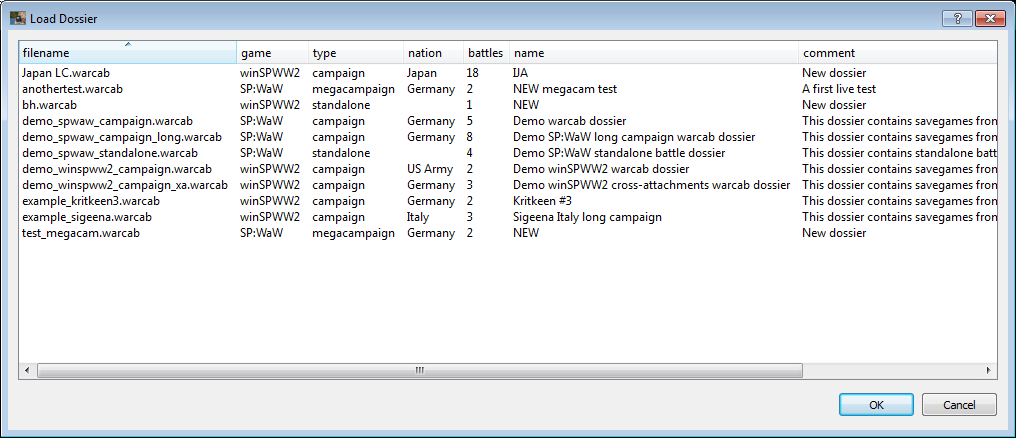 Load Dossier
filename game type nation battles name comment
Japan LC.warcab winSPWW2 campaign Japan 18 IJA New dossier
anothertest.warcab SP:WaW megacampaign Germany 2 NEW megacam test A first live test
bh.warcab winSPWW2 standalone 1 NEW New dossier
demo_spwaw_campaign.warcab SP:WaW campaign Germany 5 Demo warcab dossier This dossier contains savegames fron
demo_spwaw_campaign_long.warcab SP:WaW campaign Germany 8 Demo SP:WaW long campaign warcab dossier This dossier contains savegames fron
demo_spwaw_standalone.warcab SP:WaW standalone 4 Demo SP:WaW standalone battle dossier This dossier contains standalone batt
demo_winspww2_campaign.warcab winSPWW2 campaign US Army 2 Demo winSPWW2 warcab dossier This dossier contains savegames fron
demo_winspww2_campaign_xa.warcab winSPWW2 campaign Germany 3 Demo winSPWW2 cross-attachments warcab dossier This dossier contains savegames fron
example_kritkeen3.warcab winSPWW2 campaign Germany 2 Kritkeen #3 This dossier contains savegames fron
example_sigeena.warcab winSPWW2 campaign Italy 3 Sigeena Italy long campaign This dossier contains savegames fron
test_megacam.warcab SP:WaW megacampaign Germany 2 NEW New dossier
OK Cancel